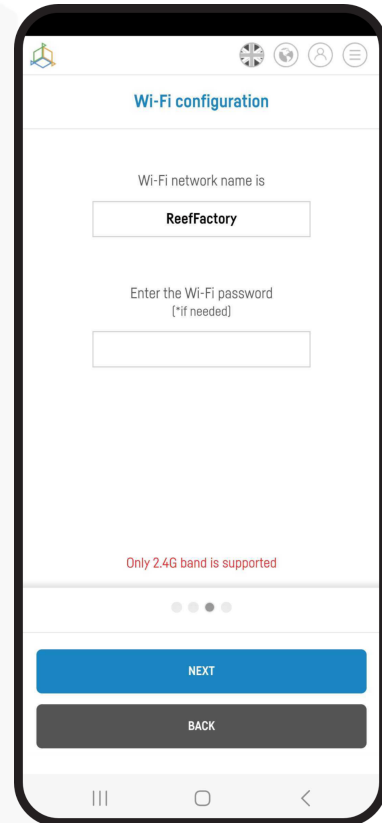 Wi-Fi configuration
Wi-Fi network name is
ReefFactory
Enter the Wi-Fi password
(*if needed)
Only 2.4G band is supported
NEXT
BACK